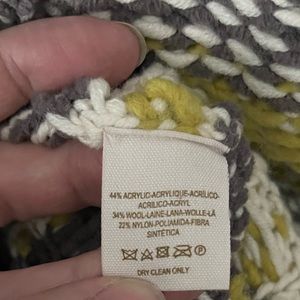 44% ACRYLIC-ACRYLIQUE-ACRÍLICO-
ACRILICO-ACRYL
34% WOOL-LAINE-LANA-WOLLE-LÃ
22% NYLON-POLIAMIDA-FIBRA
SINTÉTICA
DRY CLEAN ONLY